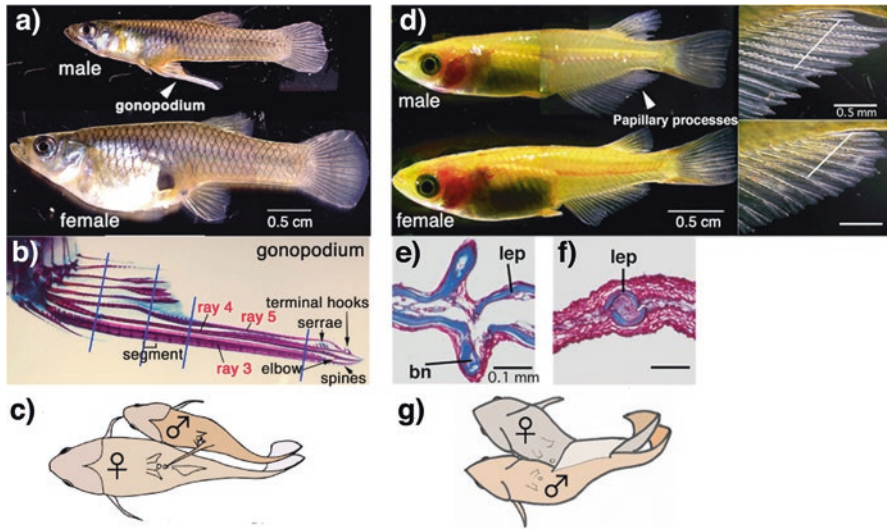 a)
male
gonopodium
female
0.5 cm
b)
gonopodium
ray 4
ray 5
terminal hooks
serrae
segment
ray 3
elbow
spines
c)
♂
♀
d)
male
Papillary processes
0.5 mm
female
0.5 cm
e)
lep
bn
0.1 mm
f)
lep
g)
♀
♂